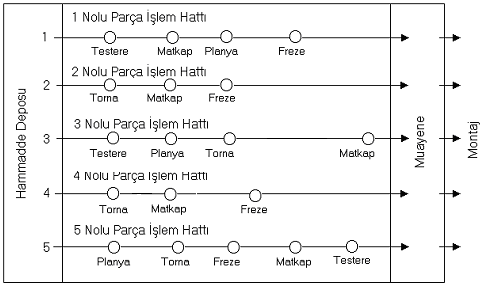 1 Nolu Parça İşlem Hattı
1
Testere Matkap Planya Freze
2 Nolu Parça İşlem Hattı
2
Torna Matkap Freze
3 Nolu Parça İşlem Hattı
3
Testere Planya Torna Matkap
4 Nolu Parça İşlem Hattı
4
Torna Matkap Freze
5 Nolu Parça İşlem Hattı
5
Planya Torna Freze Matkap Testere
Hammadde Deposu
Muayene
Montaj